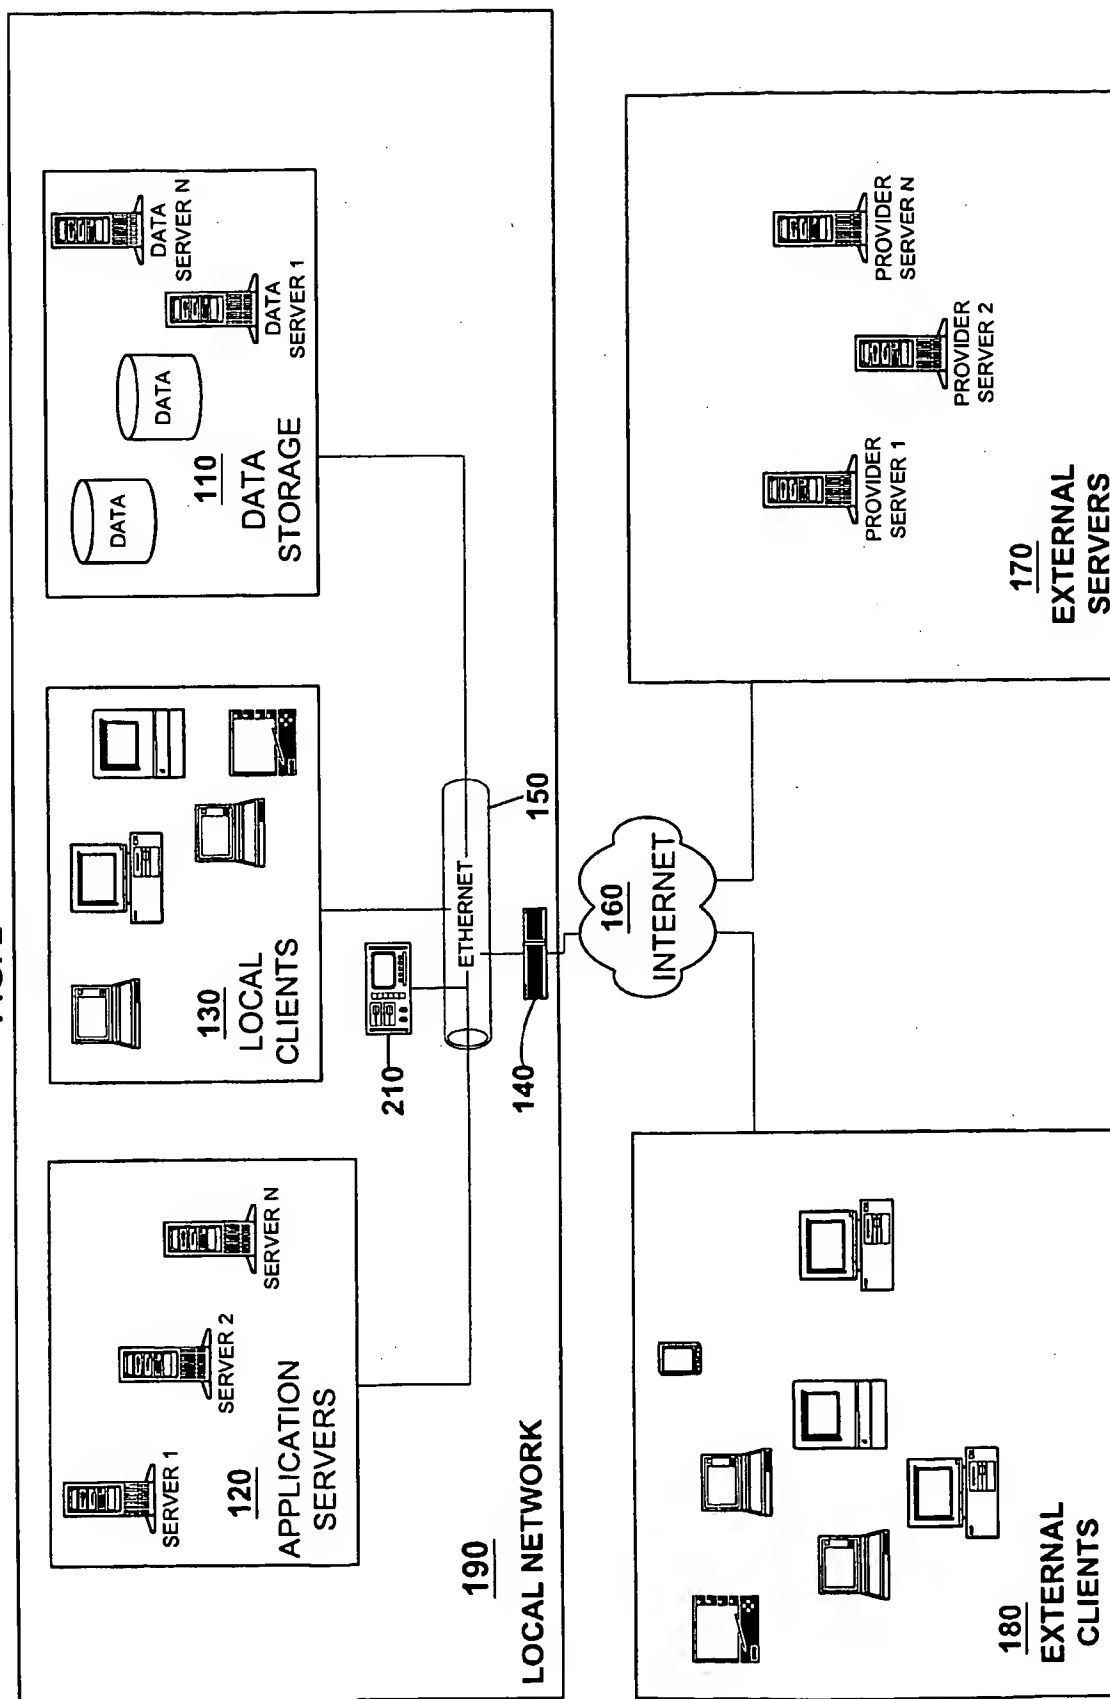 SERVER 1
SERVER 2
SERVER N
120
APPLICATION
SERVERS
130
LOCAL
CLIENTS
DATA
DATA
DATA
SERVER 1
DATA
SERVER N
110
DATA
STORAGE
210
ETHERNET
150
140
190
LOCAL NETWORK
160
INTERNET
180
EXTERNAL
CLIENTS
PROVIDER
SERVER 1
PROVIDER
SERVER 2
PROVIDER
SERVER N
170
EXTERNAL
SERVERS